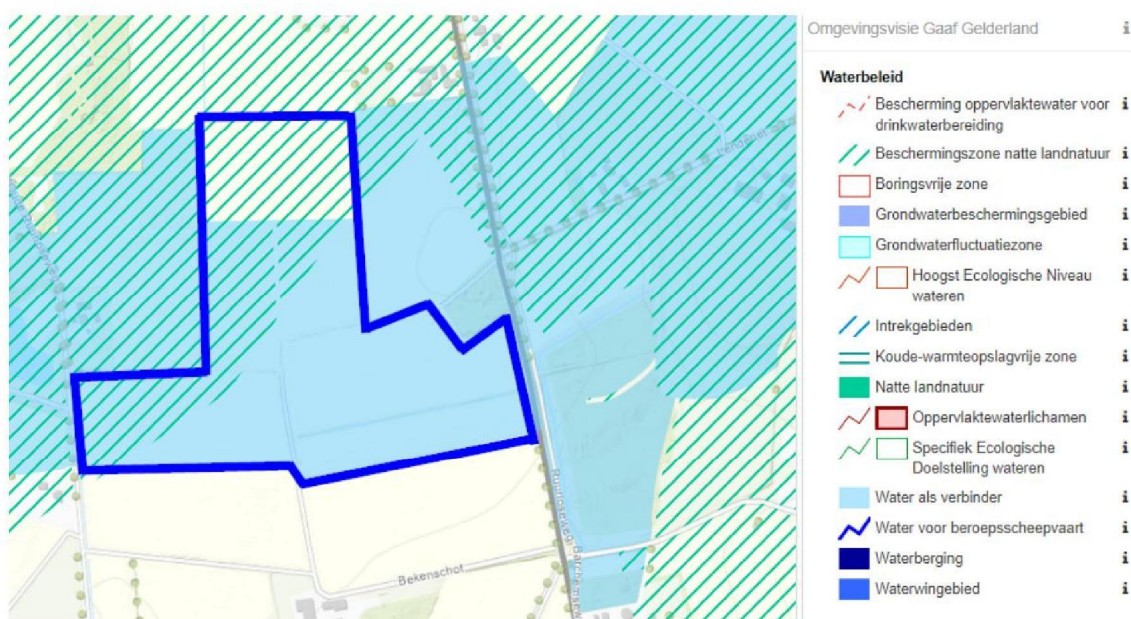 Omgevingsvisie Gaaf Gelderland i
Waterbeleid
Bescherming oppervlaktewater voor i
drinkwaterbereiding
Beschermingszone natte landnatuur i
Boringsvrije zone i
Grondwaterbeschermingsgebied i
Grondwaterfluctuatiezone i
Hoogst Ecologische Niveau i
wateren
Intrekgebieden i
Koude-warmteopslagvrije zone i
Natte landnatuur i
Oppervlaktewaterlichamen i
Specifiek Ecologische i
Doelstelling wateren
Water als verbinder i
Water voor beroepsscheepvaart i
Waterberging i
Waterwingebied i
Bekenschot